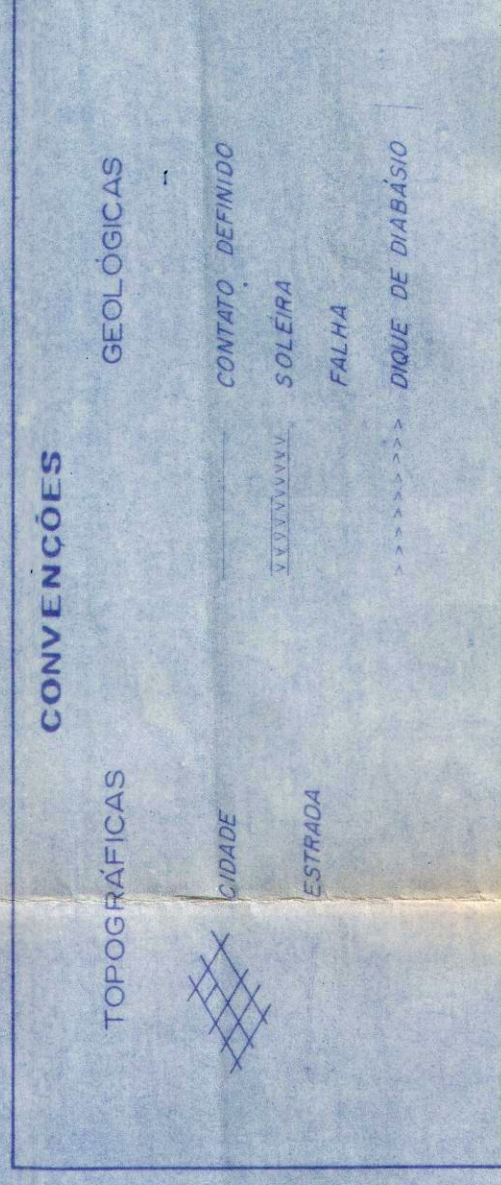 CONVENÇÕES
TOPOGRÁFICAS
CIDADE
ESTRADA
GEOLÓGICAS
CONTATO DEFINIDO
SOLEIRA
FALHA
DIQUE DE DIABÁSIO